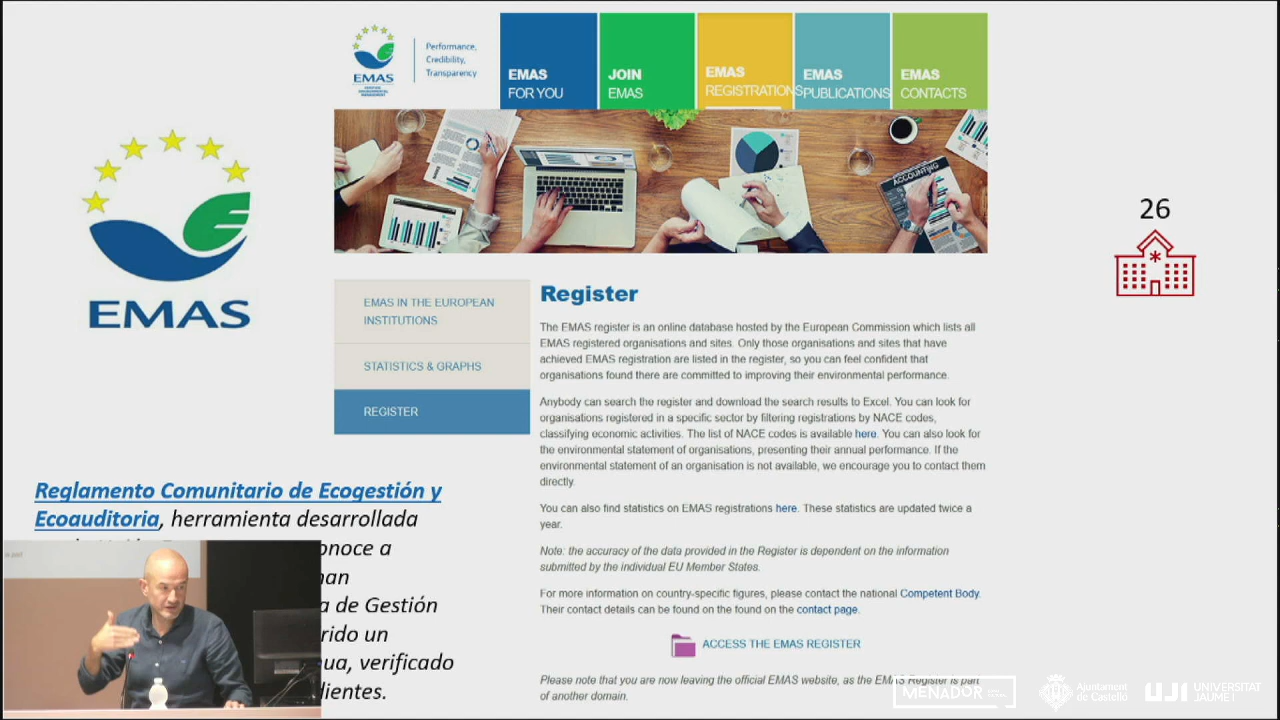 EMAS
Performance,
Credibility,
Transparency
EMAS
FOR YOU
JOIN
EMAS
EMAS
REGISTRATIONS
EMAS
PUBLICATIONS
EMAS
CONTACTS
ACCOUNTING
EMAS
26
EMAS IN THE EUROPEAN
INSTITUTIONS
STATISTICS & GRAPHS
REGISTER
Register
The EMAS register is an online database hosted by the European Commission which lists all
EMAS registered organisations and sites. Only those organisations and sites that have
achieved EMAS registration are listed in the register, so you can feel confident that
organisations found there are committed to improving their environmental performance.
Anybody can search the register and download the search results to Excel. You can look for
organisations registered in a specific sector by filtering registrations by NACE codes,
classifying economic activities. The list of NACE codes is available here. You can also look for
the environmental statement of organisations, presenting their annual performance. If the
environmental statement of an organisation is not available, we encourage you to contact them
directly.
You can also find statistics on EMAS registrations here. These statistics are updated twice a
year.
Note: the accuracy of the data provided in the Register is dependent on the information
submitted by the individual EU Member States.
For more information on country-specific figures, please contact the national Competent Body.
Their contact details can be found on the found on the contact page.
ACCESS THE EMAS REGISTER
Please note that you are now leaving the official EMAS website, as the EMAS Register is part
of another domain.
Reglamento Comunitario de Ecogestión y
Ecoauditoria, herramienta desarrollada
onoce a
a de Gestión
rido un
verificado
dientes.
MENADOR
Ajuntament
de Castelló
UJI UNIVERSITAT
JAUME I